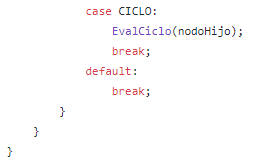 case CICLO:
EvalCiclo(nodoHijo);
break;
default:
break;
}
}
}